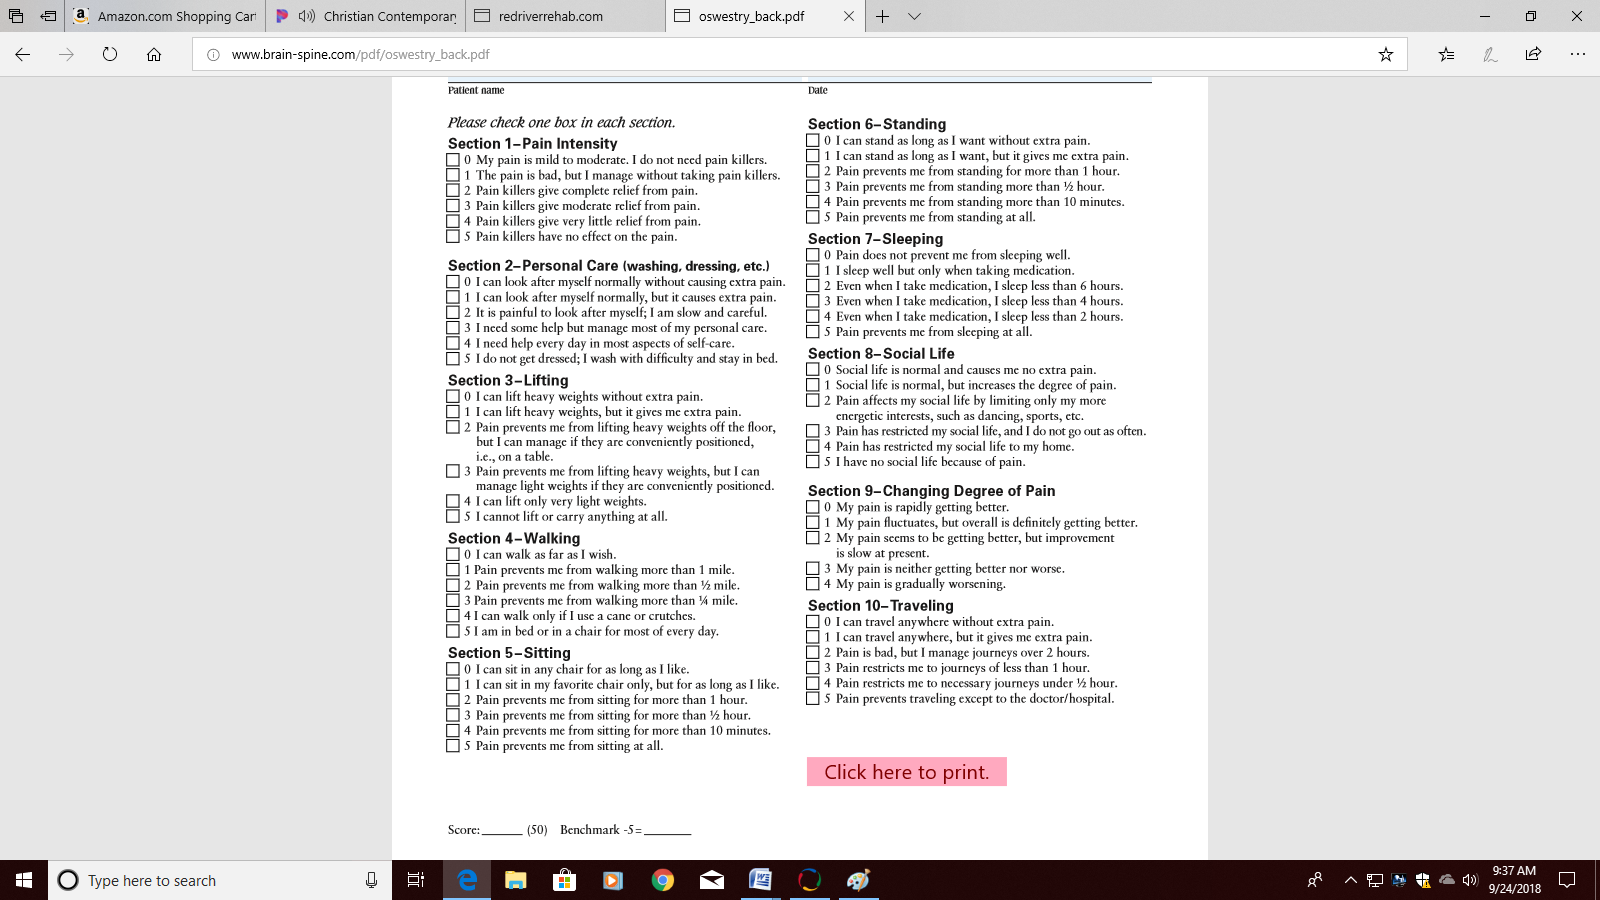 Amazon.com Shopping Car
Christian Contemporary
redriverrehab.com
oswestry_back.pdf
www.brain-spine.com/pdf/oswestry_back.pdf
Patient name
Date
Please check one box in each section.
Section 1–Pain Intensity
0 My pain is mild to moderate. I do not need pain killers.
1 The pain is bad, but I manage without taking pain killers.
2 Pain killers give complete relief from pain.
3 Pain killers give moderate relief from pain.
4 Pain killers give very little relief from pain.
5 Pain killers have no effect on the pain.
Section 2–Personal Care (washing, dressing, etc.)
0 I can look after myself normally without causing extra pain.
1 I can look after myself normally, but it causes extra pain.
2 It is painful to look after myself; I am slow and careful.
3 I need some help but manage most of my personal care.
4 I need help every day in most aspects of self-care.
5 I do not get dressed; I wash with difficulty and stay in bed.
Section 3–Lifting
0 I can lift heavy weights without extra pain.
1 I can lift heavy weights, but it gives me extra pain.
2 Pain prevents me from lifting heavy weights off the floor,
but I can manage if they are conveniently positioned,
i.e., on a table.
3 Pain prevents me from lifting heavy weights, but I can
manage light weights if they are conveniently positioned.
4 I can lift only very light weights.
5 I cannot lift or carry anything at all.
Section 4–Walking
0 I can walk as far as I wish.
1 Pain prevents me from walking more than 1 mile.
2 Pain prevents me from walking more than ½ mile.
3 Pain prevents me from walking more than ¼ mile.
4 I can walk only if I use a cane or crutches.
5 I am in bed or in a chair for most of every day.
Section 5–Sitting
0 I can sit in any chair for as long as I like.
1 I can sit in my favorite chair only, but for as long as I like.
2 Pain prevents me from sitting for more than 1 hour.
3 Pain prevents me from sitting for more than ½ hour.
4 Pain prevents me from sitting for more than 10 minutes.
5 Pain prevents me from sitting at all.
Section 6–Standing
0 I can stand as long as I want without extra pain.
1 I can stand as long as I want, but it gives me extra pain.
2 Pain prevents me from standing for more than 1 hour.
3 Pain prevents me from standing more than ½ hour.
4 Pain prevents me from standing more than 10 minutes.
5 Pain prevents me from standing at all.
Section 7–Sleeping
0 Pain does not prevent me from sleeping well.
1 I sleep well but only when taking medication.
2 Even when I take medication, I sleep less than 6 hours.
3 Even when I take medication, I sleep less than 4 hours.
4 Even when I take medication, I sleep less than 2 hours.
5 Pain prevents me from sleeping at all.
Section 8–Social Life
0 Social life is normal and causes me no extra pain.
1 Social life is normal, but increases the degree of pain.
2 Pain affects my social life by limiting only my more
energetic interests, such as dancing, sports, etc.
3 Pain has restricted my social life, and I do not go out as often.
4 Pain has restricted my social life to my home.
5 I have no social life because of pain.
Section 9–Changing Degree of Pain
0 My pain is rapidly getting better.
1 My pain fluctuates, but overall is definitely getting better.
2 My pain seems to be getting better, but improvement
is slow at present.
3 My pain is neither getting better nor worse.
4 My pain is gradually worsening.
Section 10–Traveling
0 I can travel anywhere without extra pain.
1 I can travel anywhere, but it gives me extra pain.
2 Pain is bad, but I manage journeys over 2 hours.
3 Pain restricts me to journeys of less than 1 hour.
4 Pain restricts me to necessary journeys under ½ hour.
5 Pain prevents traveling except to the doctor/hospital.
Click here to print.
Score:______ (50) Benchmark -5=_______
Type here to search
9:37 AM
9/24/2018